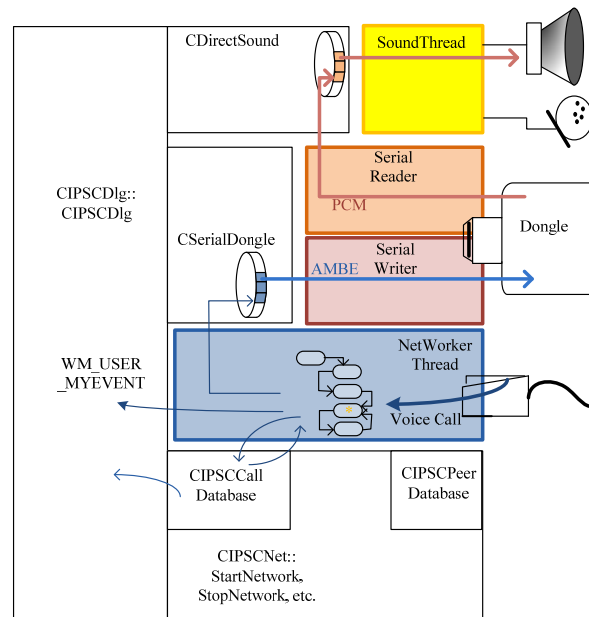 CDirectSound
SoundThread
Serial
Reader
PCM
CIPSCDlg::
CIPSCDlg
CSerialDongle
Dongle
Serial
Writer
AMBE
NetWorker
Thread
WM_USER
_MYEVENT
Voice Call
CIPSCCall
Database
CIPSCPeer
Database
CIPSCNet::
StartNetwork,
StopNetwork, etc.